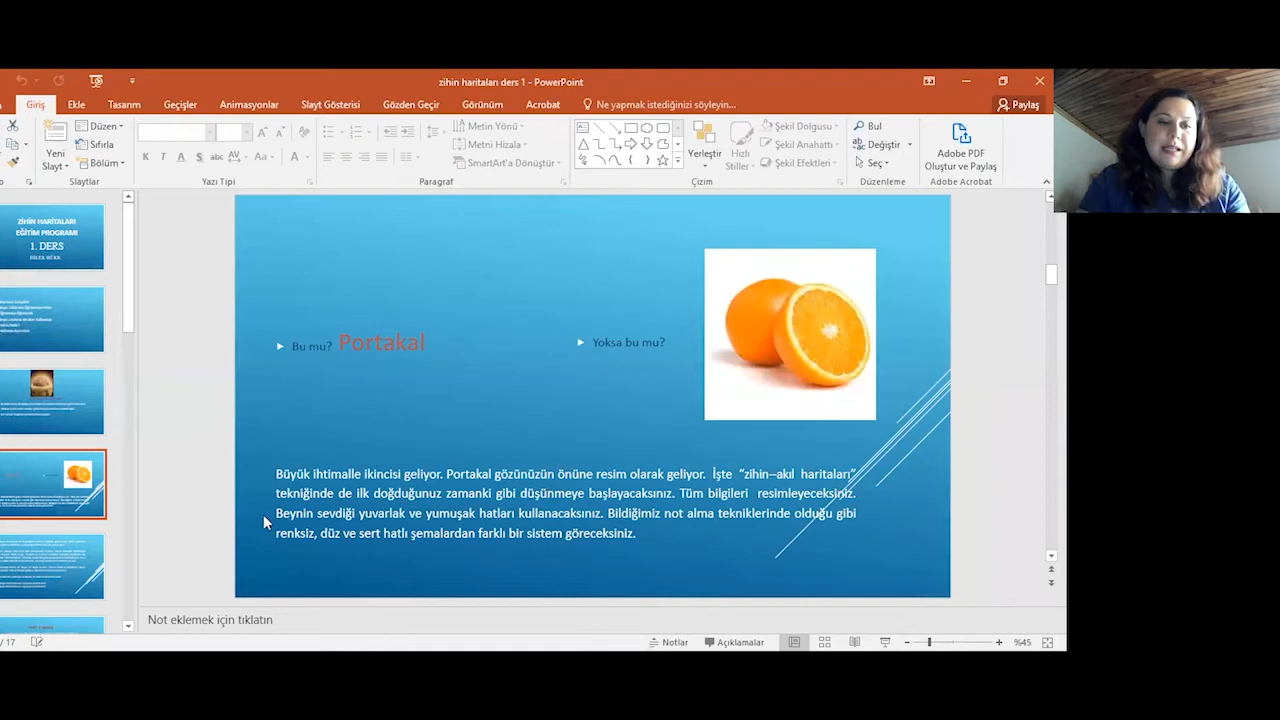 zihin haritaları ders 1 - PowerPoint
Giriş Ekle Tasarım Geçişler Animasyonlar Slayt Gösterisi Gözden Geçir Görünüm Acrobat Ne yapmak istediğinizi söyleyin... Paylaş
Yeni Slayt
Düzen
Sıfırla
Bölüm
Slaytlar
K T A S abc AV Aa A
Yazı Tipi
Metin Yönü
Metni Hizala
SmartArt'a Dönüştür
Paragraf
Yerleştir
Hızlı Stiller
Şekil Dolgusu
Şekil Anahattı
Şekil Efektleri
Çizim
Bul
Değiştir
Seç
Düzenleme
Adobe PDF
Oluştur ve Paylaş
Adobe Acrobat
ZİHİN HARİTALARI
EĞİTİM PROGRAMI
1. DERS
Bu mu? Portakal
Yoksa bu mu?
Büyük ihtimalle ikincisi geliyor. Portakal gözünüzün önüne resim olarak geliyor. İşte “zihin–akıl haritaları”
tekniğinde de ilk doğduğunuz zamanki gibi düşünmeye başlayacaksınız. Tüm bilgileri resimleyeceksiniz.
Beynin sevdiği yuvarlak ve yumuşak hatları kullanacaksınız. Bildiğimiz not alma tekniklerinde olduğu gibi
renksiz, düz ve sert hatlı şemalardan farklı bir sistem göreceksiniz.
Not eklemek için tıklatın
/ 17 Notlar Açıklamalar %45